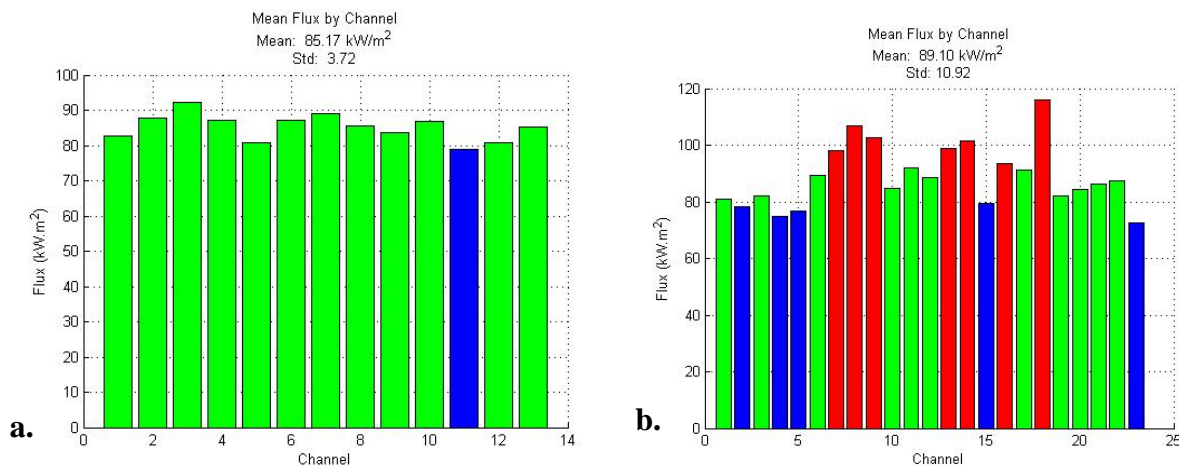 Mean Flux by Channel
Mean: 85.17 kW/m²
Std: 3.72
100
90
80
70
60
50
40
30
20
10
0
Flux (kW.m²)
0 2 4 6 8 10 12 14
Channel
a.
Mean Flux by Channel
Mean: 89.10 kW/m²
Std: 10.92
120
100
80
60
40
20
0
Flux (kW.m²)
0 5 10 15 20 25
Channel
b.